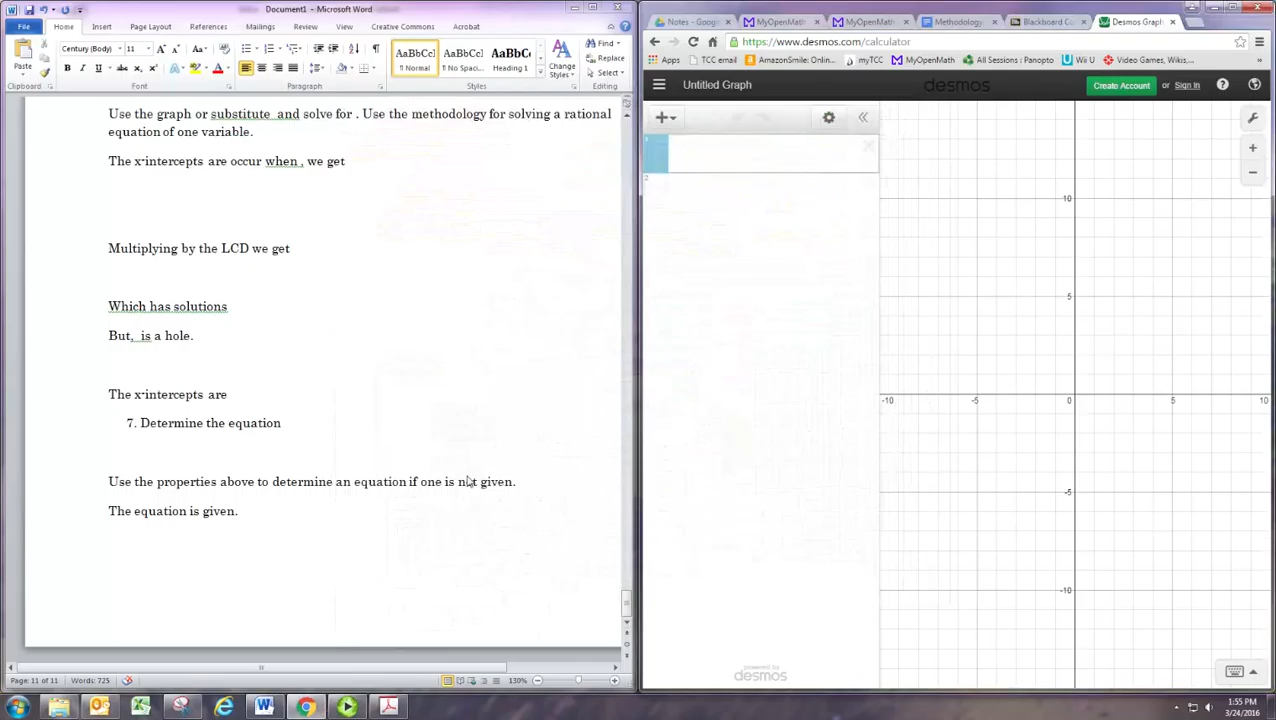 Document1 - Microsoft Word
File Home Insert Page Layout References Mailings Review View Creative Commons Acrobat
Paste
Century (Body) 11
AaBbCcI AaBbCcI AaBbCc
¶ Normal ¶ No Spaci... Heading 1
Change Styles
Find
Replace
Select
Clipboard Font Paragraph Styles Editing
Use the graph or substitute and solve for . Use the methodology for solving a rational
equation of one variable.
The x-intercepts are occur when , we get
Multiplying by the LCD we get
Which has solutions
But, is a hole.
The x-intercepts are
7. Determine the equation
Use the properties above to determine an equation if one is not given.
The equation is given.
Page: 11 of 11 Words: 725 130%
Notes - Googl MyOpenMath MyOpenMath Methodology Blackboard Co Desmos Graph
https://www.desmos.com/calculator
Apps TCC email AmazonSmile: Onlin... myTCC MyOpenMath All Sessions | Panopto Wii U Video Games, Wikis,...
Untitled Graph desmos Create Account or Sign In
1
2
10
5
-10 -5 0 5 10
-5
-10
powered by
desmos
1:55 PM
3/24/2016